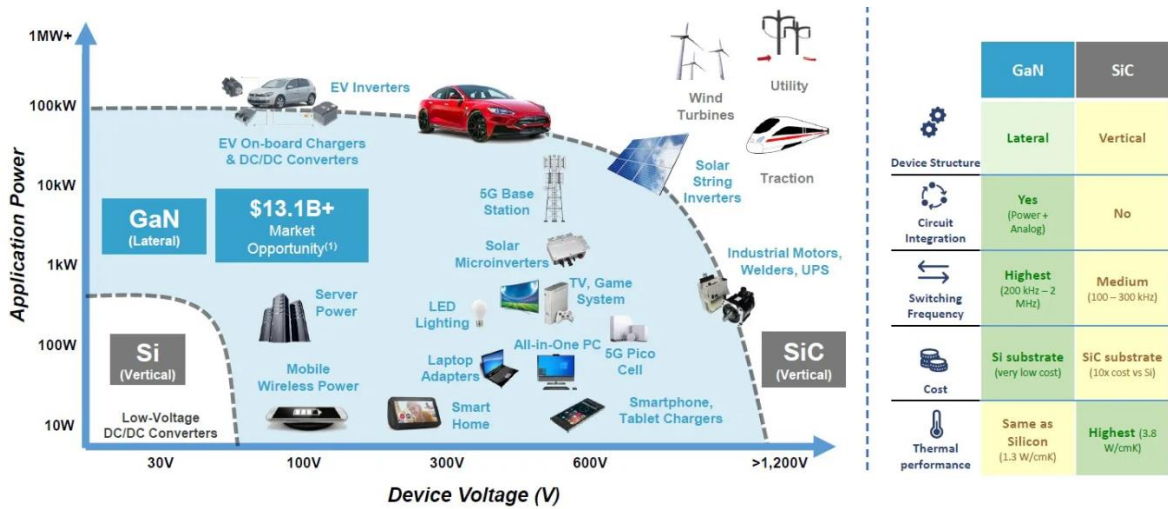 Application Power
1MW+
100kW
10kW
1kW
100W
10W
30V
100V
300V
600V
>1,200V
Device Voltage (V)
EV Inverters
EV On-board Chargers
& DC/DC Converters
GaN
(Lateral)
$13.1B+
Market
Opportunity(1)
5G Base
Station
Solar
Microinverters
Solar
String
Inverters
Wind
Turbines
Utility
Traction
Industrial Motors,
Welders, UPS
Server
Power
LED
Lighting
TV, Game
System
Si
(Vertical)
Mobile
Wireless Power
Laptop
Adapters
All-in-One PC
5G Pico
Cell
SiC
(Vertical)
Low-Voltage
DC/DC Converters
Smart
Home
Smartphone,
Tablet Chargers
GaN
SiC
Device Structure
Lateral
Vertical
Circuit
Integration
Yes
(Power +
Analog)
No
Switching
Frequency
Highest
(200 kHz – 2
MHz)
Medium
(100 – 300 kHz)
Cost
Si substrate
(very low cost)
SiC substrate
(10x cost vs Si)
Thermal
performance
Same as
Silicon
(1.3 W/cmK)
Highest (3.8
W/cmK)